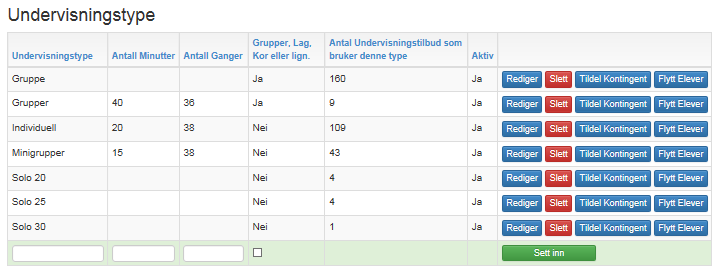 Undervisningstype
Grupper, Lag, Antal Undervisningstilbud som
Undervisningstype Antall Minutter Antall Ganger Kor eller lign. bruker denne type Aktiv
Gruppe Ja 160 Ja Rediger Slett Tildel Kontingent Flytt Elever
Grupper 40 36 Ja 9 Ja Rediger Slett Tildel Kontingent Flytt Elever
Individuell 20 38 Nei 109 Ja Rediger Slett Tildel Kontingent Flytt Elever
Minigrupper 15 38 Nei 43 Ja Rediger Slett Tildel Kontingent Flytt Elever
Solo 20 Nei 4 Ja Rediger Slett Tildel Kontingent Flytt Elever
Solo 25 Nei 4 Ja Rediger Slett Tildel Kontingent Flytt Elever
Solo 30 Nei 1 Ja Rediger Slett Tildel Kontingent Flytt Elever
Sett inn